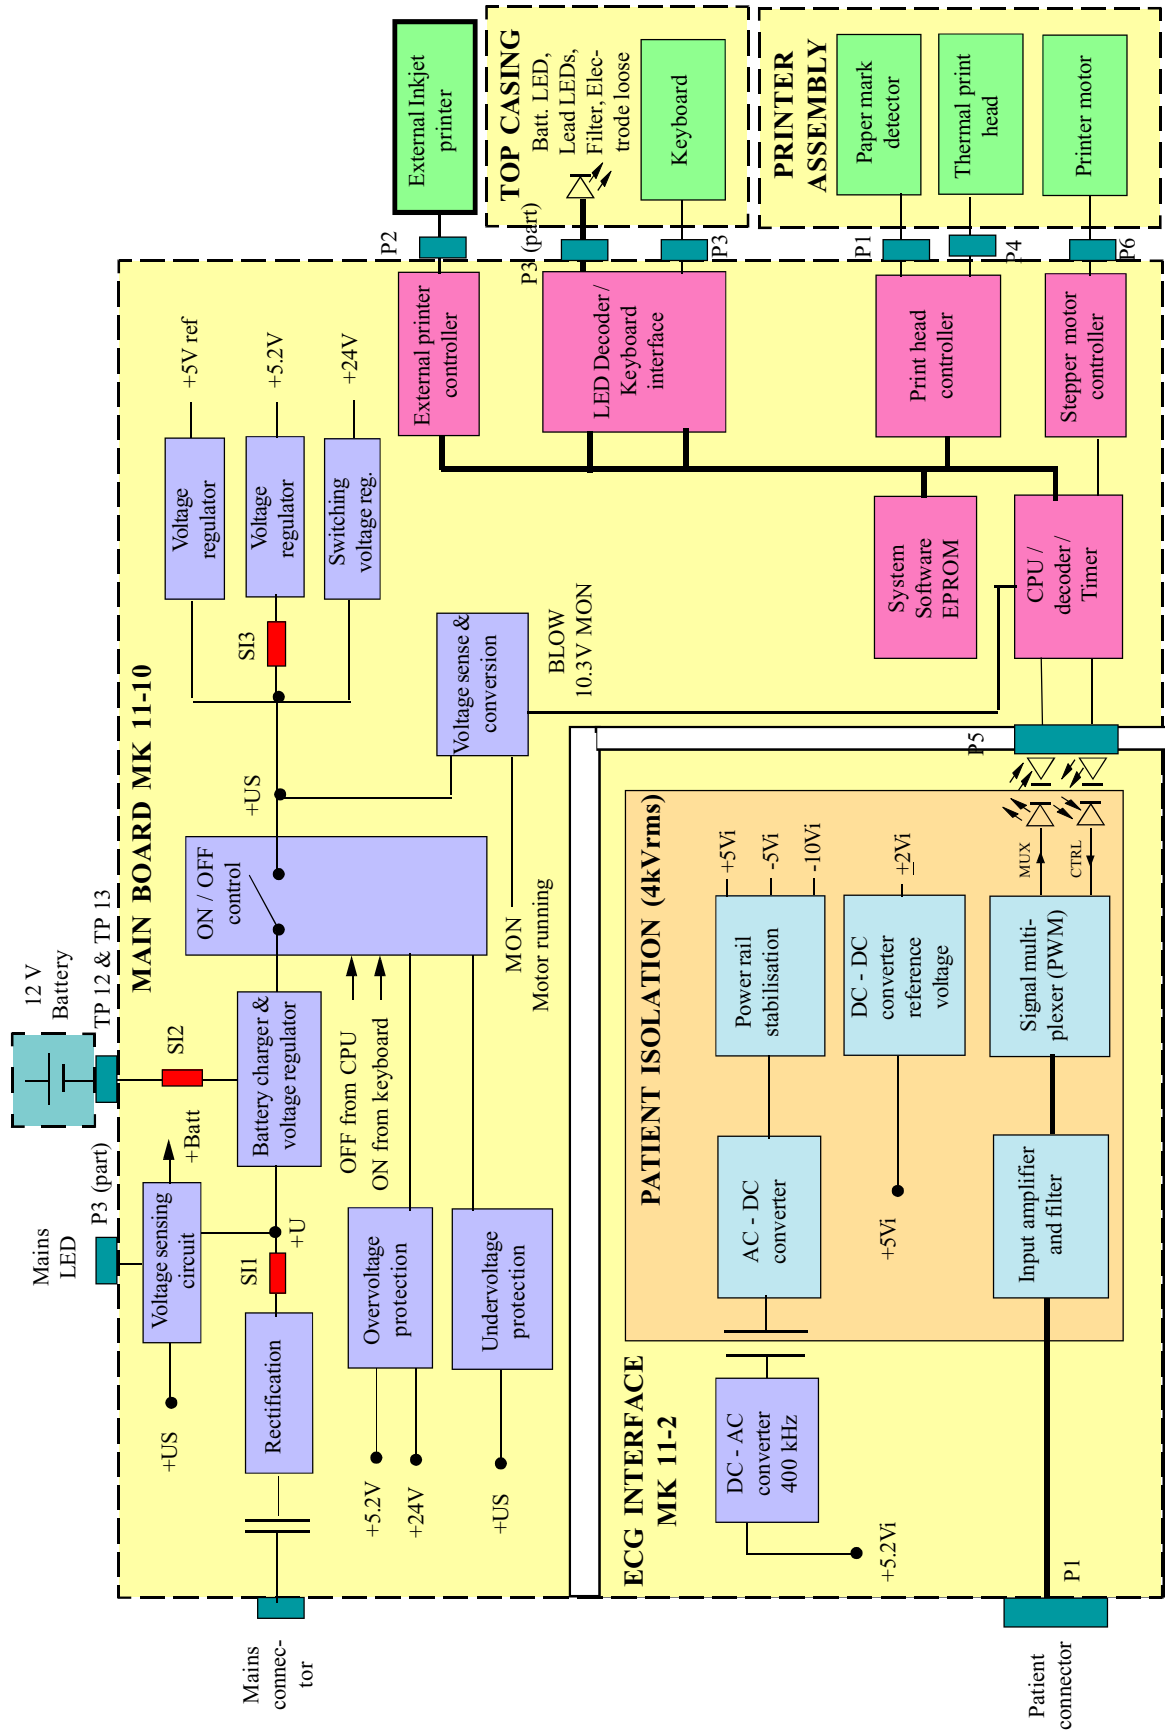 Mains
LED
P3 (part)
12 V
Battery
TP 12 & TP 13
MAIN BOARD MK 11-10
Mains
connec-
tor
+US
Voltage sensing
circuit
+Batt
SI2
Rectification
SI1
+U
Battery charger &
voltage regulator
ON / OFF
control
+US
SI3
Voltage
regulator
+5V ref
Voltage
regulator
+5.2V
Switching
voltage reg.
+24V
OFF from CPU
ON from keyboard
+5.2V
+24V
Overvoltage
protection
+US
Undervoltage
protection
MON
Motor running
Voltage sense &
conversion
BLOW
10.3V MON
External printer
controller
P2
External Inkjet
printer
TOP CASING
Batt. LED,
Lead LEDs,
Filter, Elec-
trode loose
P3 (part)
LED Decoder /
Keyboard
interface
P3
Keyboard
PRINTER
ASSEMBLY
Print head
controller
P1
Paper mark
detector
P4
Thermal print
head
Stepper motor
controller
P6
Printer motor
System
Software
EPROM
CPU /
decoder /
Timer
P5
ECG INTERFACE
MK 11-2
PATIENT ISOLATION (4kVrms)
+5.2Vi
DC - AC
converter
400 kHz
AC - DC
converter
Power rail
stabilisation
+5Vi
-5Vi
-10Vi
+5Vi
DC - DC
converter
reference
voltage
±2Vi
Patient
connector
P1
Input amplifier
and filter
Signal multi-
plexer (PWM)
MUX
CTRL